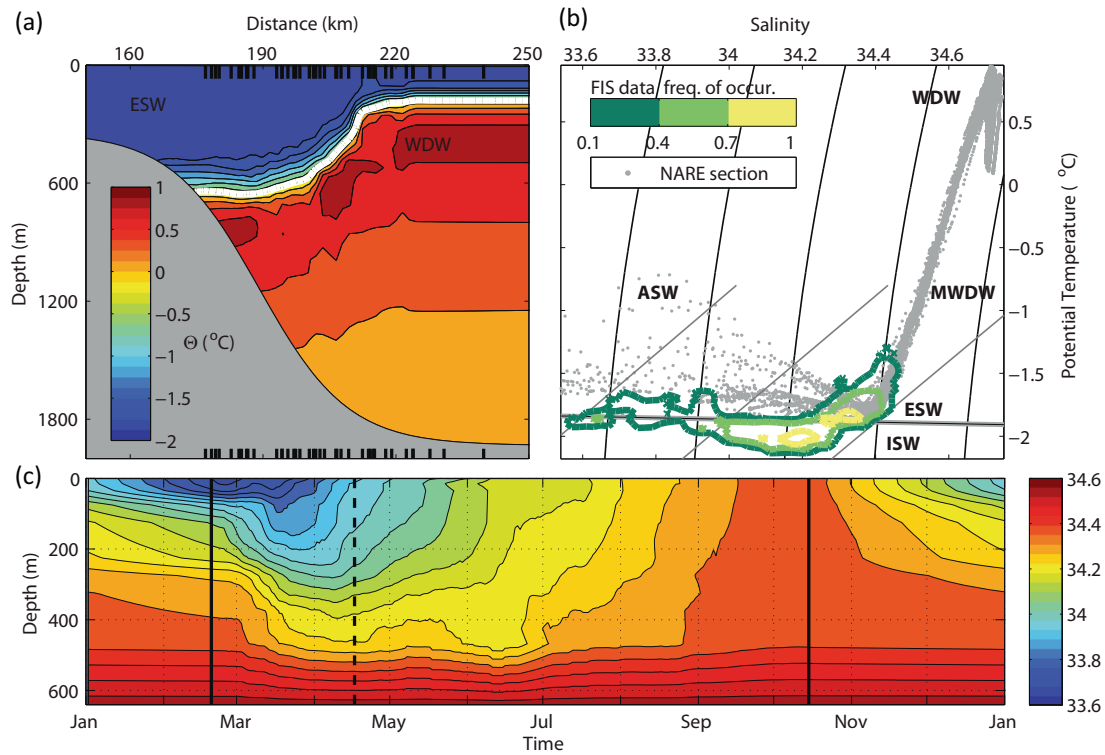 (a)
Distance (km)
160 190 220 250
0
600
1200
1800
Depth (m)
ESW
WDW
1
0.5
0
−0.5
−1
−1.5
−2
Θ (°C)
(b)
Salinity
33.6 33.8 34 34.2 34.4 34.6
FIS data, freq. of occur.
0.1 0.4 0.7 1
NARE section
WDW
ASW
MWDW
ESW
ISW
0.5
0
−0.5
−1
−1.5
−2
Potential Temperature ( °C)
(c)
0
200
400
600
Depth (m)
Jan Mar May Jul Sep Nov Jan
Time
34.6
34.4
34.2
34
33.8
33.6